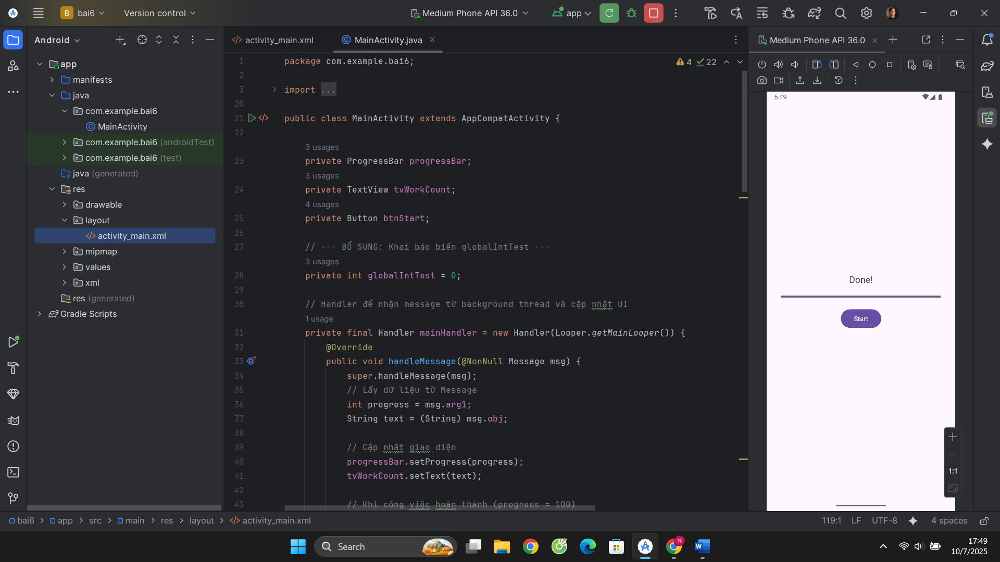 B bai6
Version control
Medium Phone API 36.0
app
Android
activity_main.xml
MainActivity.java
Medium Phone API 36.0
app
manifests
java
com.example.bai6
MainActivity
com.example.bai6 (androidTest)
com.example.bai6 (test)
java (generated)
res
drawable
layout
activity_main.xml
mipmap
values
xml
res (generated)
Gradle Scripts
4 22
1 package com.example.bai6;
2
3 import ...
20
21 public class MainActivity extends AppCompatActivity {
22
3 usages
23 private ProgressBar progressBar;
3 usages
24 private TextView tvWorkCount;
4 usages
25 private Button btnStart;
26
27 // --- BỔ SUNG: Khai báo biến globalIntTest ---
3 usages
28 private int globalIntTest = 0;
29
30 // Handler để nhận message từ background thread và cập nhật UI
1 usage
31 private final Handler mainHandler = new Handler(Looper.getMainLooper()) {
32 @Override
33 public void handleMessage(@NonNull Message msg) {
34 super.handleMessage(msg);
35 // Lấy dữ liệu từ Message
36 int progress = msg.arg1;
37 String text = (String) msg.obj;
38
39 // Cập nhật giao diện
40 progressBar.setProgress(progress);
41 tvWorkCount.setText(text);
42
43 // Khi công việc hoàn thành (progress = 100)
5:49
Done!
Start
1:1
bai6 > app > src > main > res > layout > activity_main.xml
119:1 LF UTF-8 4 spaces
Search
N
W
17:49
10/7/2025